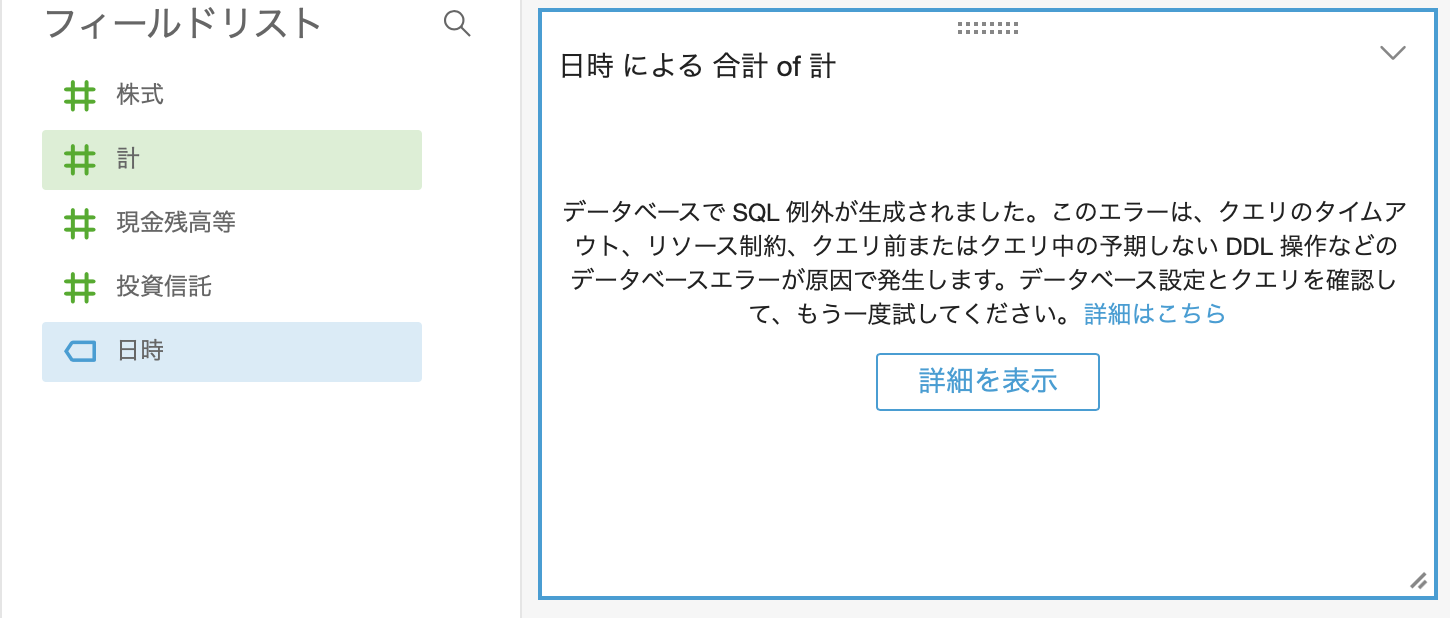 フィールドリスト
株式
計
現金残高等
投資信託
日時
日時 による 合計 of 計
データベースで SQL 例外が生成されました。このエラーは、クエリのタイムア
ウト、リソース制約、クエリ前またはクエリ中の予期しない DDL 操作などの
データベースエラーが原因で発生します。データベース設定とクエリを確認し
て、もう一度試してください。詳細はこちら
詳細を表示